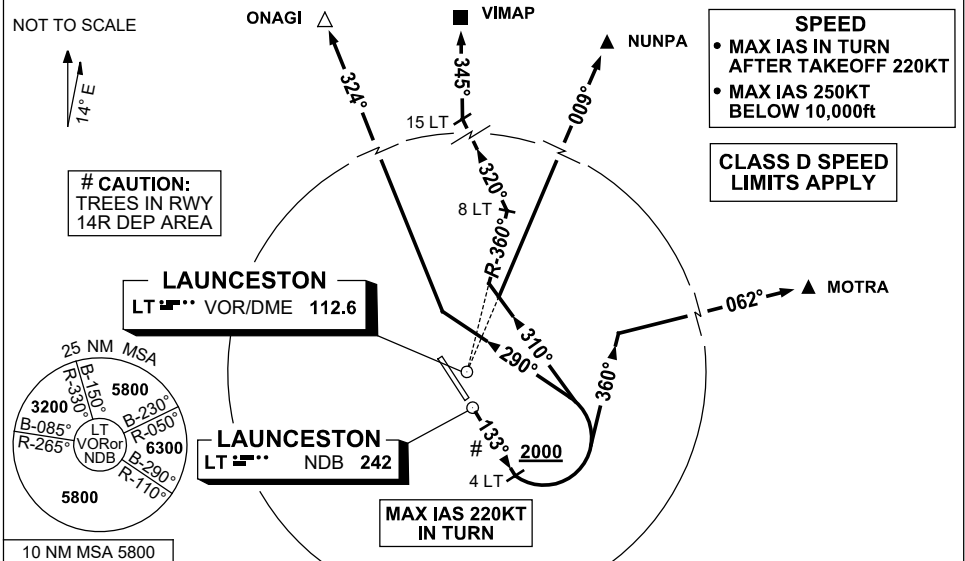 NOT TO SCALE
14° E
ONAGI
VIMAP
NUNPA
SPEED
• MAX IAS IN TURN
AFTER TAKEOFF 220KT
• MAX IAS 250KT
BELOW 10,000ft
CLASS D SPEED
LIMITS APPLY
324°
345°
009°
15 LT
320°
8 LT
R-360°
# CAUTION:
TREES IN RWY
14R DEP AREA
LAUNCESTON
LT VOR/DME 112.6
MOTRA
062°
310°
290°
360°
25 NM MSA
B-150°
R-330°
5800
3200
B-230°
R-050°
B-085°
R-265°
LT
VORor
NDB
6300
B-290°
R-110°
5800
10 NM MSA 5800
LAUNCESTON
LT NDB 242
133°
#
2000
4 LT
MAX IAS 220KT
IN TURN